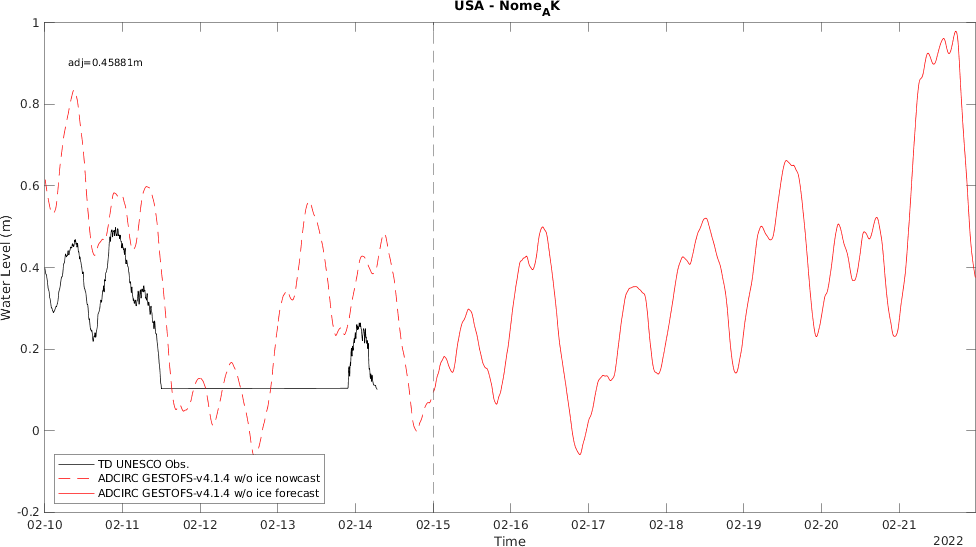 USA - Nome_AK
adj=0.45881m
1
0.8
0.6
0.4
0.2
0
-0.2
Water Level (m)
TD UNESCO Obs.
ADCIRC GESTOFS-v4.1.4 w/o ice nowcast
ADCIRC GESTOFS-v4.1.4 w/o ice forecast
02-10 02-11 02-12 02-13 02-14 02-15 02-16 02-17 02-18 02-19 02-20 02-21
Time
2022